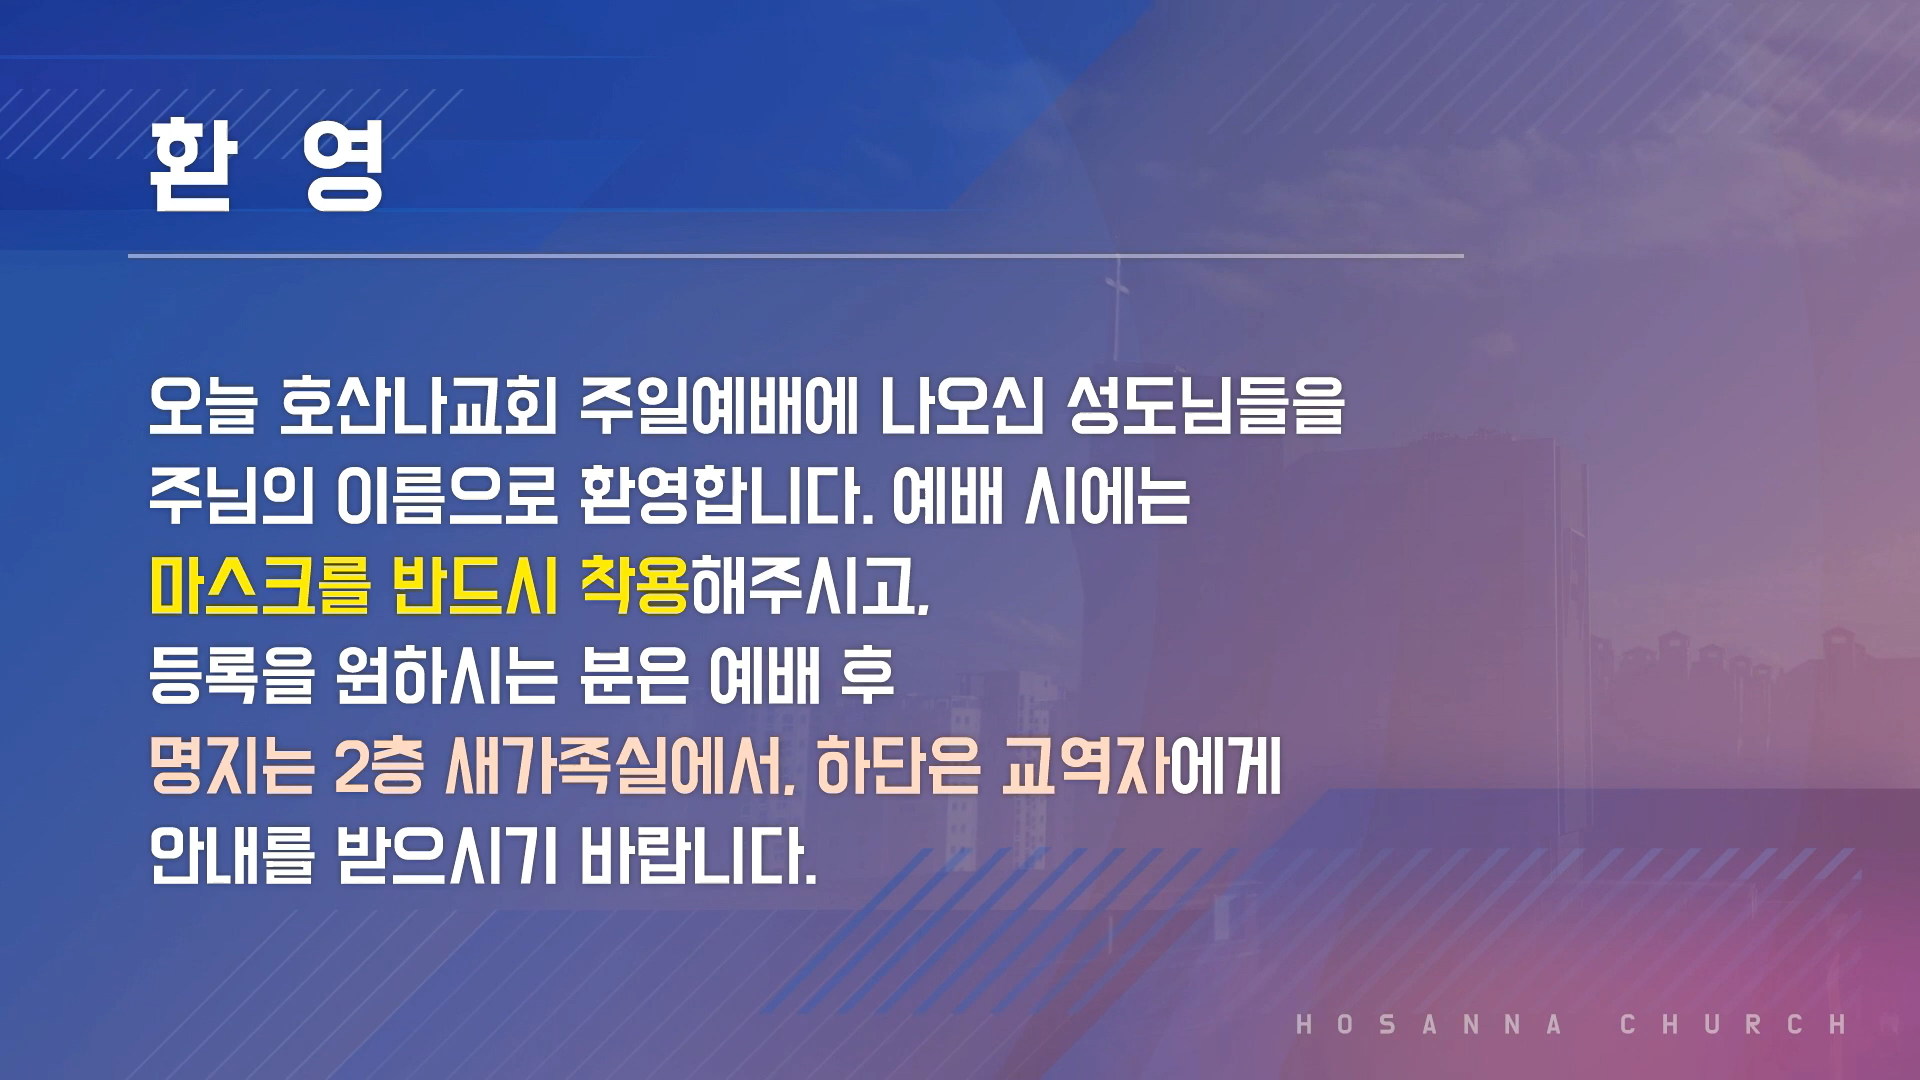 환 영
오늘 호산나교회 주일예배에 나오신 성도님들을
주님의 이름으로 환영합니다. 예배 시에는
마스크를 반드시 착용해주시고,
등록을 원하시는 분은 예배 후
명지는 2층 새가족실에서, 하단은 교역자에게
안내를 받으시기 바랍니다.
HOSANNA CHURCH